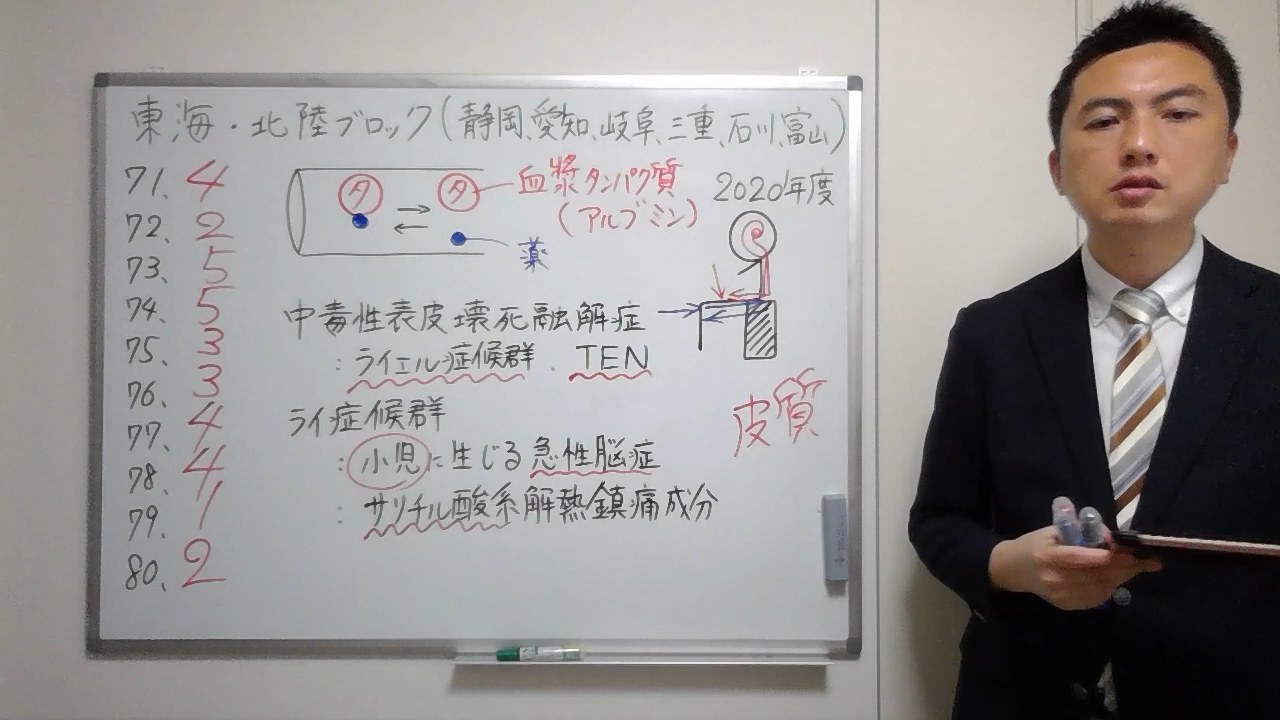 東海・北陸ブロック(静岡、愛知、岐阜、三重、石川、富山)
71. 4
72. 2
73、 5
74、 5
75、 3
76、 3
77、 4
78、 4
79、 1
80、 2
タ
タ
血漿タンパク質
(アルブミン)
薬
2020年度
中毒性表皮壊死融解症
:ライエル症候群. TEN
ライ症候群
:小児に生じる急性脳症
:サリチル酸系解熱鎮痛成分
皮質